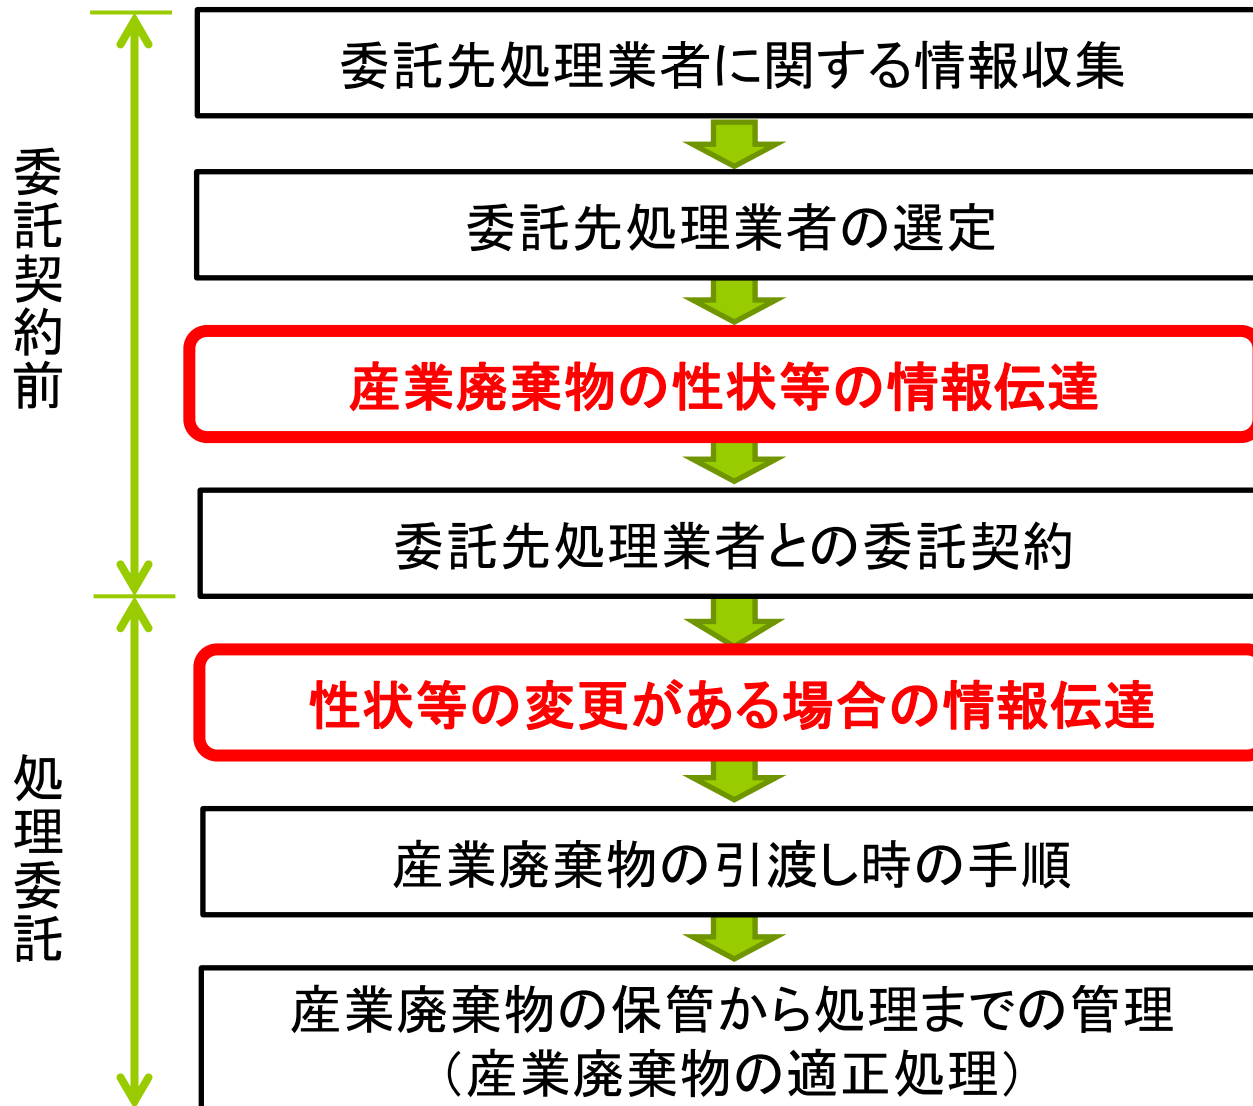 委託契約前
委託先処理業者に関する情報収集
委託先処理業者の選定
産業廃棄物の性状等の情報伝達
委託先処理業者との委託契約
処理委託
性状等の変更がある場合の情報伝達
産業廃棄物の引渡し時の手順
産業廃棄物の保管から処理までの管理
（産業廃棄物の適正処理）